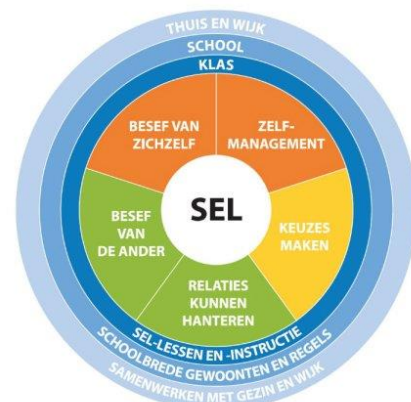 THUIS EN WIJK
SCHOOL
KLAS
BESEF VAN
ZICHZELF
ZELF-
MANAGEMENT
BESEF
VAN
DE ANDER
SEL
KEUZES
MAKEN
RELATIES
KUNNEN
HANTEREN
SEL-LESSEN EN -INSTRUCTIE
SCHOOLBREDE GEWOONTEN EN REGELS
SAMENWERKEN MET GEZIN EN WIJK